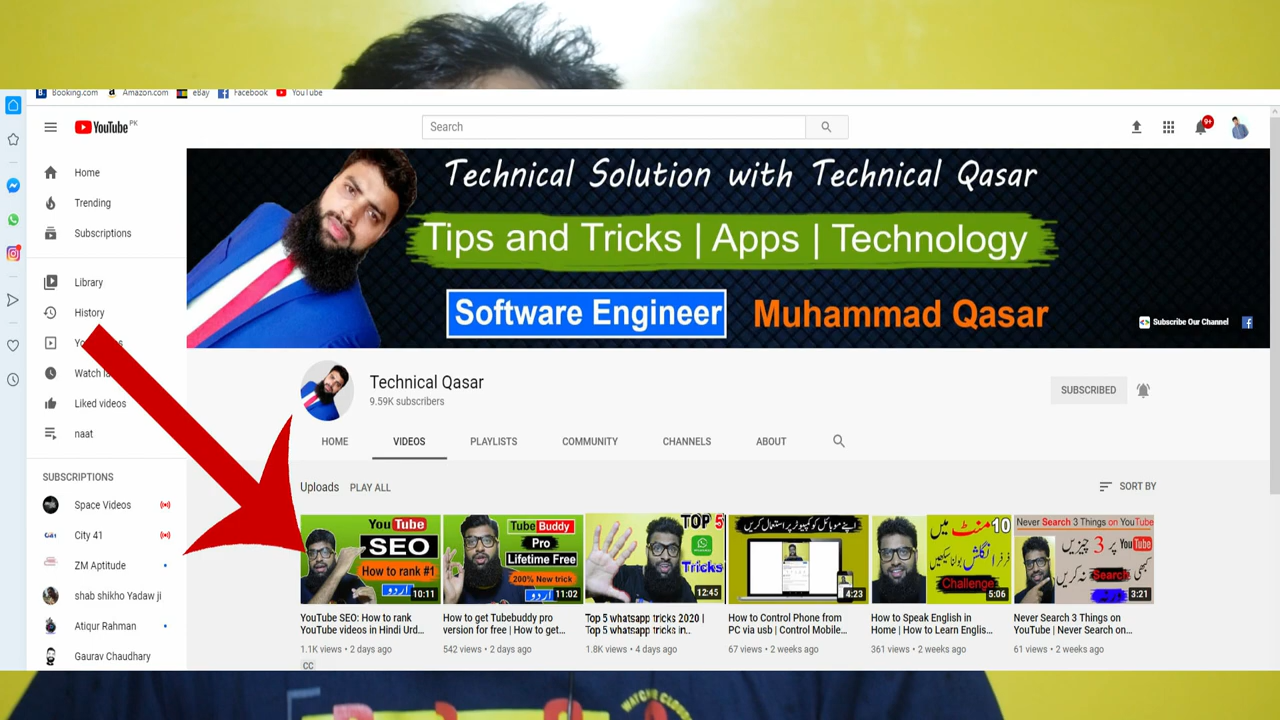 Booking.com Amazon.com eBay Facebook YouTube
YouTube PK
Search
9+
Home
Trending
Subscriptions
Library
History
Watch la
Liked videos
naat
SUBSCRIPTIONS
Space Videos
City 41
ZM Aptitude
shab shikho Yadaw ji
Atiqur Rahman
Gaurav Chaudhary
Technical Solution with Technical Qasar
Tips and Tricks | Apps | Technology
Software Engineer Muhammad Qasar
Subscribe Our Channel
Technical Qasar
9.59K subscribers
SUBSCRIBED
HOME VIDEOS PLAYLISTS COMMUNITY CHANNELS ABOUT
Uploads PLAY ALL
SORT BY
YouTube
SEO
How to rank #1
اردو
10:11
YouTube SEO: How to rank
YouTube videos in Hindi Urd...
1.1K views • 2 days ago
CC
TubeBuddy
Pro
Lifetime Free
200% New trick
اردو
11:02
How to get Tubebuddy pro
version for free | How to get...
542 views • 2 days ago
TOP 5
Tricks
12:45
Top 5 whatsapp tricks 2020 |
Top 5 whatsapp tricks in..
1.8K views • 4 days ago
اپنے موبائل کو کمپیوٹر پر استعمال کریں
4:23
How to Control Phone from
PC via usb | Control Mobile...
67 views • 2 weeks ago
10 منٹ میں
فرفر انگلش بولنا سیکھیں
Challenge
5:06
How to Speak English in
Home | How to Learn Englis...
361 views • 2 weeks ago
Never Search 3 Things on YouTube
YouTube پر 3 چیزیں
کبھی Search نہ کریں
ورنہ
3:21
Never Search 3 Things on
YouTube | Never Search on...
61 views • 2 weeks ago